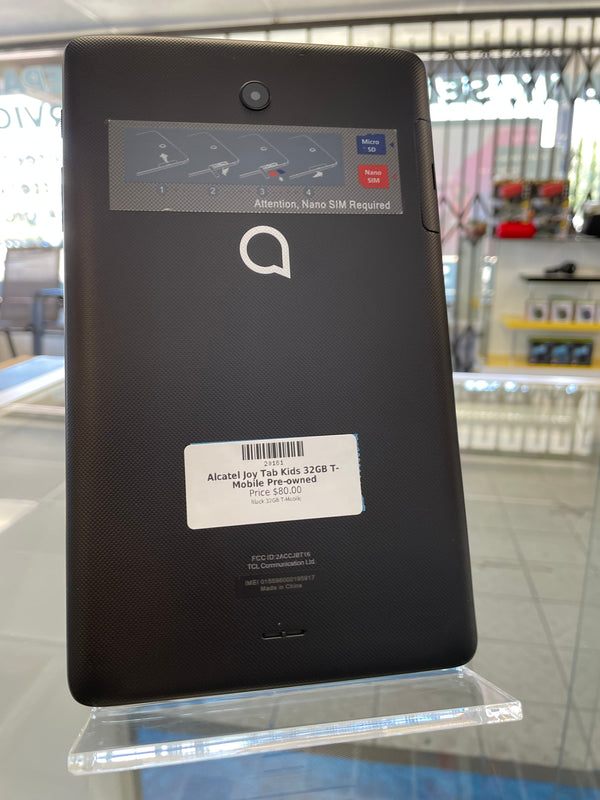 Micro
SD
Nano
SIM
1
2
3
4
Attention, Nano SIM Required
29181
Alcatel Joy Tab Kids 32GB T-
Mobile Pre-owned
Price $80.00
Black 32GB T-Mobile
FCC ID:2ACCJBT16
TCL Communication Ltd.
Made in China